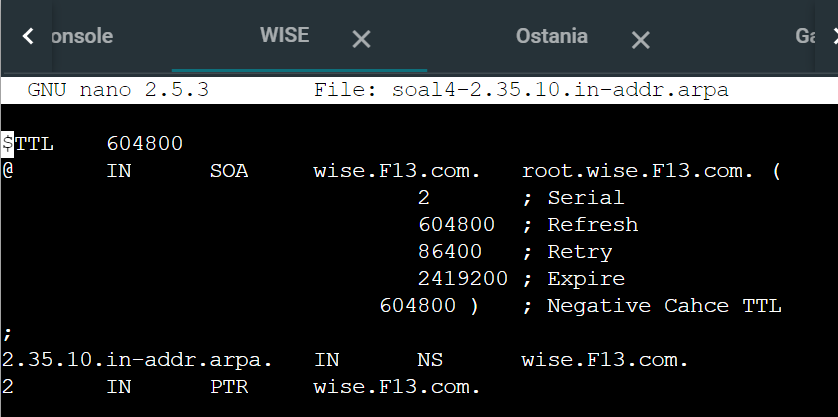 onsole WISE Ostania Ga
GNU nano 2.5.3 File: soal4-2.35.10.in-addr.arpa
$TTL 604800
@ IN SOA wise.F13.com. root.wise.F13.com. (
2 ; Serial
604800 ; Refresh
86400 ; Retry
2419200 ; Expire
604800 ) ; Negative Cahce TTL
;
2.35.10.in-addr.arpa. IN NS wise.F13.com.
2 IN PTR wise.F13.com.